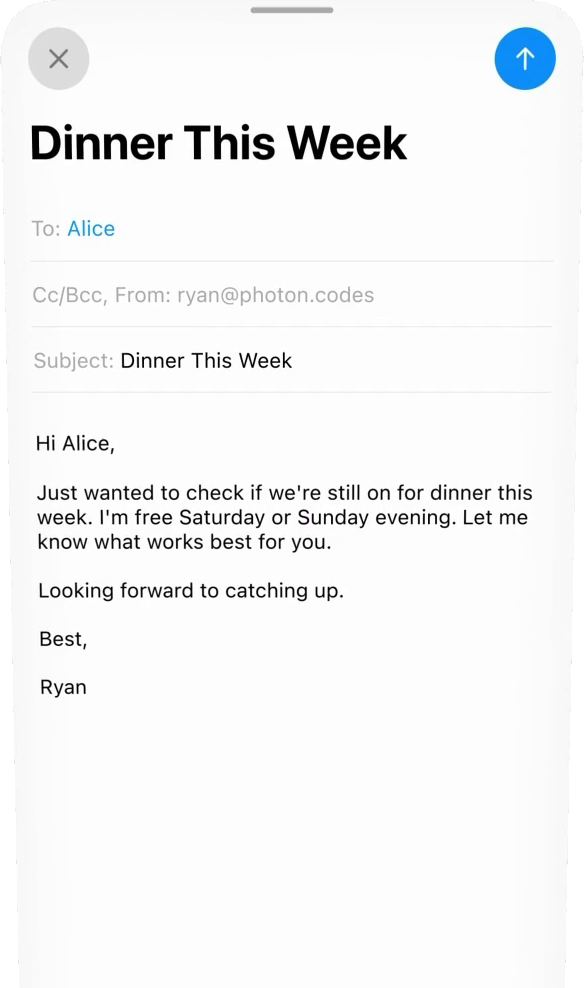 Dinner This Week
To: Alice
Cc/Bcc, From: ryan@photon.codes
Subject: Dinner This Week
Hi Alice,
Just wanted to check if we're still on for dinner this
week. I'm free Saturday or Sunday evening. Let me
know what works best for you.
Looking forward to catching up.
Best,
Ryan